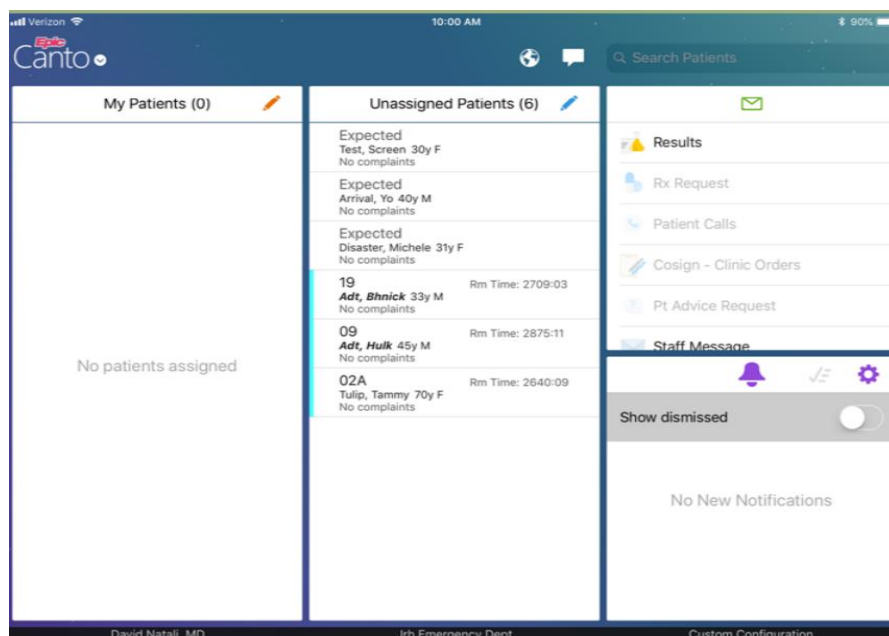 Verizon 10:00 AM 90%
Epic
Canto
Search Patients
My Patients (0)
No patients assigned
Unassigned Patients (6)
Expected
Test, Screen 30y F
No complaints
Expected
Arrival, Yo 40y M
No complaints
Expected
Disaster, Michele 31y F
No complaints
19 Rm Time: 2709:03
Adt, Bhnick 33y M
No complaints
09 Rm Time: 2875:11
Adt, Hulk 45y M
No complaints
02A Rm Time: 2640:09
Tulip, Tammy 70y F
No complaints
Results
Rx Request
Patient Calls
Cosign - Clinic Orders
Pt Advice Request
Staff Message
Show dismissed
No New Notifications
David Natali, MD Irh Emergency Dept Custom Configuration